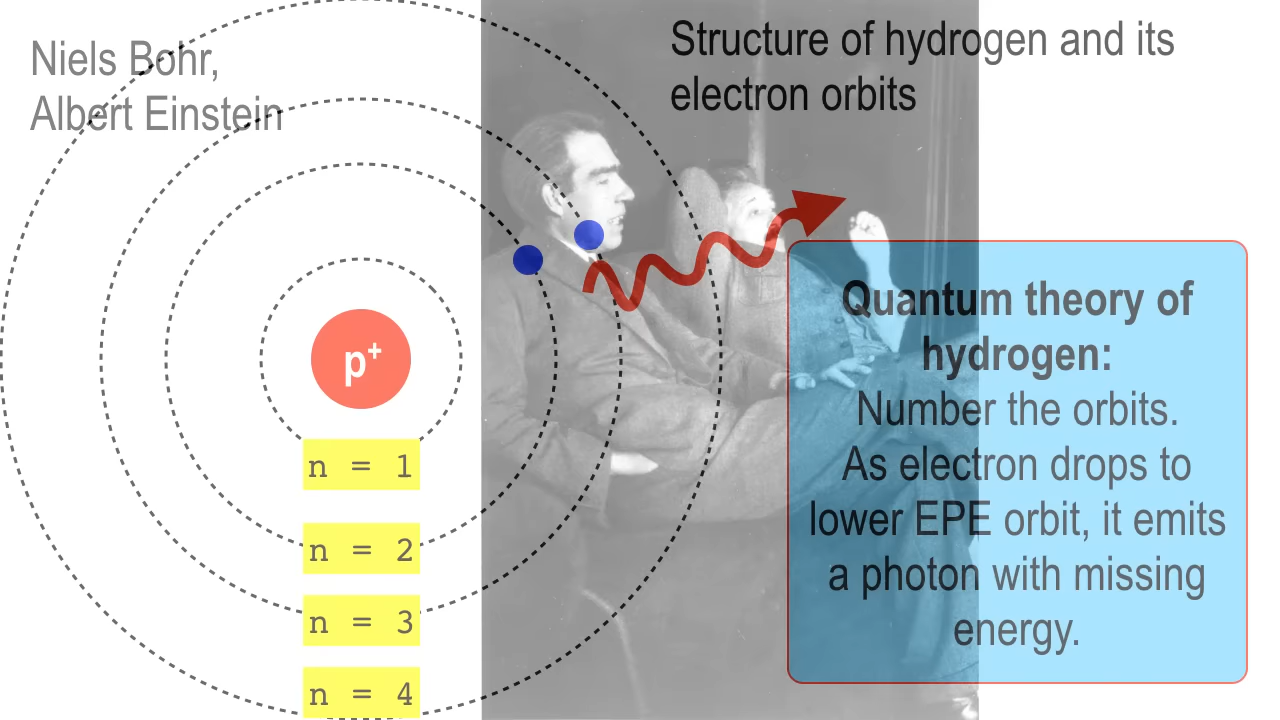 Niels Bohr,
Albert Einstein
Structure of hydrogen and its
electron orbits
p+
n = 1
n = 2
n = 3
n = 4
Quantum theory of
hydrogen:
Number the orbits.
As electron drops to
lower EPE orbit, it emits
a photon with missing
energy.